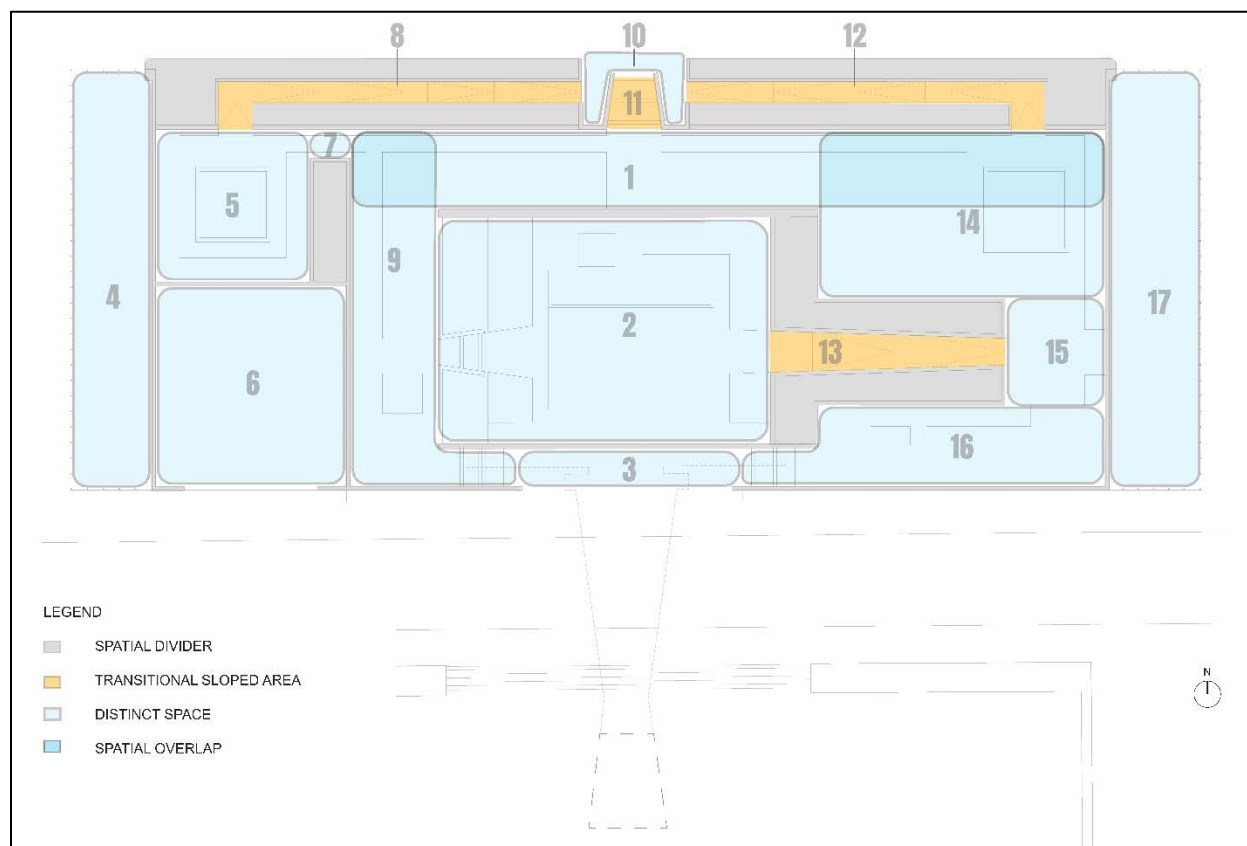 8
10
12
11
7
1
5
14
9
4
2
17
13
15
6
16
3
LEGEND
SPATIAL DIVIDER
TRANSITIONAL SLOPED AREA
DISTINCT SPACE
SPATIAL OVERLAP
N